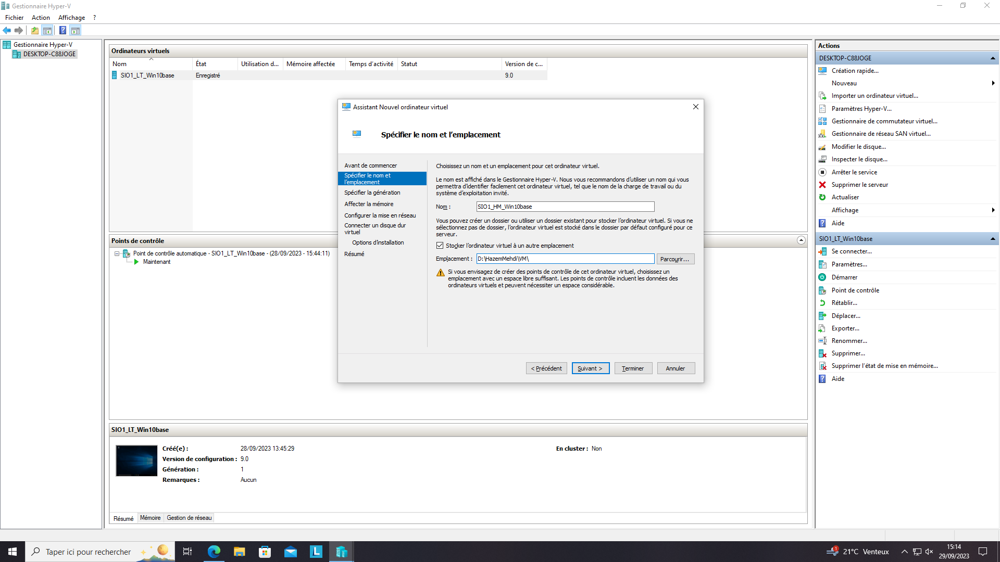 Gestionnaire Hyper-V
Fichier Action Affichage ?
Gestionnaire Hyper-V
DESKTOP-C88JOGE
Ordinateurs virtuels
Nom État Utilisation d... Mémoire affectée Temps d'activité Statut Version de c...
SIO1_LT_Win10base Enregistré 9.0
Points de contrôle
Point de contrôle automatique - SIO1_LT_Win10base - (28/09/2023 - 15:44:11)
Maintenant
SIO1_LT_Win10base
Créé(e) : 28/09/2023 13:45:29 En cluster : Non
Version de configuration : 9.0
Génération : 1
Remarques : Aucun
Résumé Mémoire Gestion de réseau
Assistant Nouvel ordinateur virtuel
Spécifier le nom et l'emplacement
Avant de commencer
Spécifier le nom et
l'emplacement
Spécifier la génération
Affecter la mémoire
Configurer la mise en réseau
Connecter un disque dur
virtuel
Options d'installation
Résumé
Choisissez un nom et un emplacement pour cet ordinateur virtuel.
Le nom est affiché dans le Gestionnaire Hyper-V. Nous vous recommandons d'utiliser un nom qui vous
permettra d'identifier facilement cet ordinateur virtuel, tel que le nom de la charge de travail ou du
système d'exploitation invité.
Nom : SIO1_HM_Win10base
Vous pouvez créer un dossier ou utiliser un dossier existant pour stocker l'ordinateur virtuel. Si vous ne
sélectionnez pas de dossier, l'ordinateur virtuel est stocké dans le dossier par défaut configuré pour ce
serveur.
Stocker l'ordinateur virtuel à un autre emplacement
Emplacement : D:\HazemMehdi\VM\ Parcourir...
Si vous envisagez de créer des points de contrôle de cet ordinateur virtuel, choisissez un
emplacement avec un espace libre suffisant. Les points de contrôle incluent les données des
ordinateurs virtuels et peuvent nécessiter un espace considérable.
< Précédent Suivant > Terminer Annuler
Actions
DESKTOP-C88JOGE
Création rapide...
Nouveau
Importer un ordinateur virtuel...
Paramètres Hyper-V...
Gestionnaire de commutateur virtuel...
Gestionnaire de réseau SAN virtuel...
Modifier le disque...
Inspecter le disque...
Arrêter le service
Supprimer le serveur
Actualiser
Affichage
Aide
SIO1_LT_Win10base
Se connecter...
Paramètres...
Démarrer
Point de contrôle
Rétablir...
Déplacer...
Exporter...
Renommer...
Supprimer...
Supprimer l'état de mise en mémoire...
Aide
Taper ici pour rechercher
L
1
21°C Venteux
15:14
29/09/2023